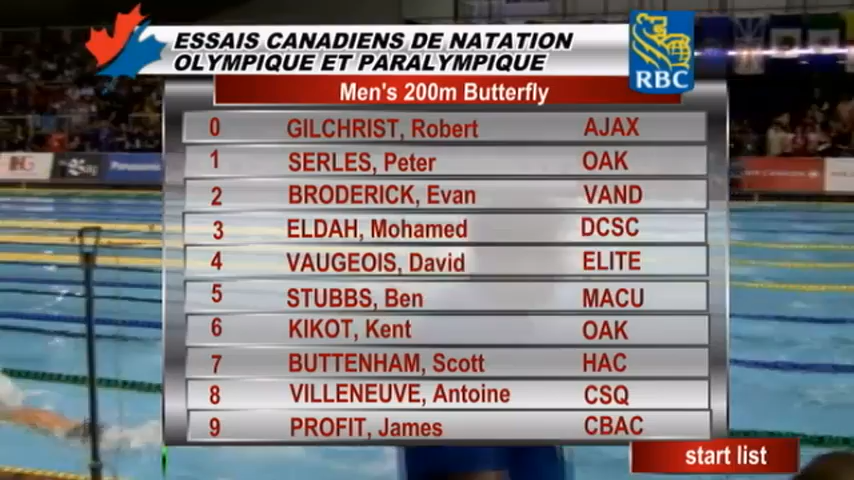 ESSAIS CANADIENS DE NATATION
OLYMPIQUE ET PARALYMPIQUE
RBC
Men's 200m Butterfly
0 GILCHRIST, Robert AJAX
1 SERLES, Peter OAK
2 BRODERICK, Evan VAND
3 ELDAH, Mohamed DCSC
4 VAUGEOIS, David ELITE
5 STUBBS, Ben MACU
6 KIKOT, Kent OAK
7 BUTTENHAM, Scott HAC
8 VILLENEUVE, Antoine CSQ
9 PROFIT, James CBAC
start list
Panasonic